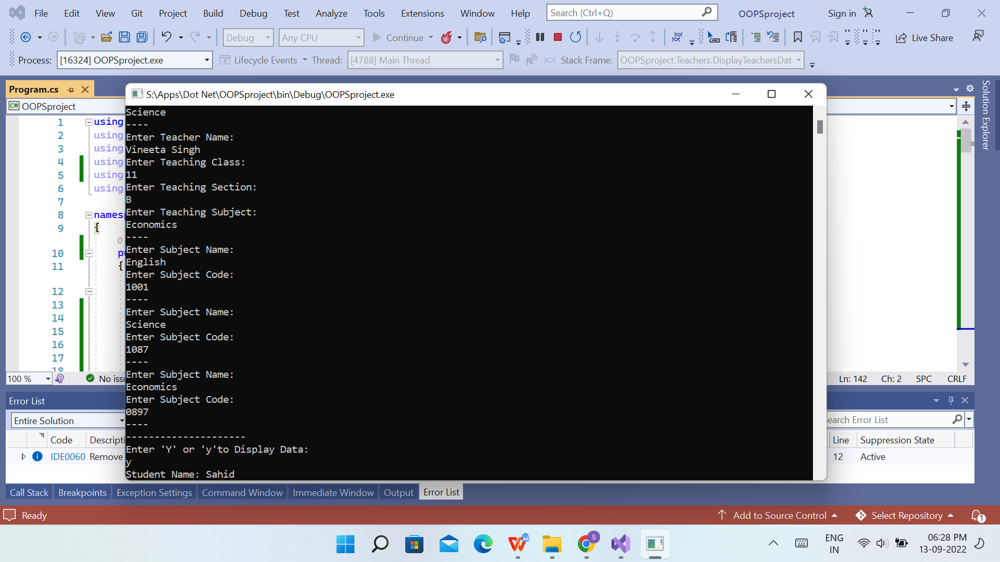 File Edit View Git Project Build Debug Test Analyze Tools Extensions Window Help Search (Ctrl+Q) OOPSproject Sign in
Debug Any CPU Continue Live Share
Process: [16324] OOPSproject.exe Lifecycle Events Thread: [4788] Main Thread Stack Frame: OOPSproject.Teachers.DisplayTeachersDat
Program.cs
OOPSproject
S:\Apps\Dot Net\OOPSproject\bin\Debug\OOPSproject.exe
Solution Explorer
1 using
2 using
3 using
4 using
5 using
6 using
7
8 namesp
9 {
0
10 p
11 {
12
13
14
15
16
17
18
Science
----
Enter Teacher Name:
Vineeta Singh
Enter Teaching Class:
11
Enter Teaching Section:
B
Enter Teaching Subject:
Economics
----
Enter Subject Name:
English
Enter Subject Code:
1001
----
Enter Subject Name:
Science
Enter Subject Code:
1087
----
Enter Subject Name:
Economics
Enter Subject Code:
0897
----
---------------------
Enter 'Y' or 'y'to Display Data:
y
Student Name: Sahid
100 % No issu Ln: 142 Ch: 2 SPC CRLF
Error List
Entire Solution earch Error List
Code Descripti Line Suppression State
IDE0060 Remove 12 Active
Call Stack Breakpoints Exception Settings Command Window Immediate Window Output Error List
Ready Add to Source Control Select Repository 1
S
ENG
IN
06:28 PM
13-09-2022